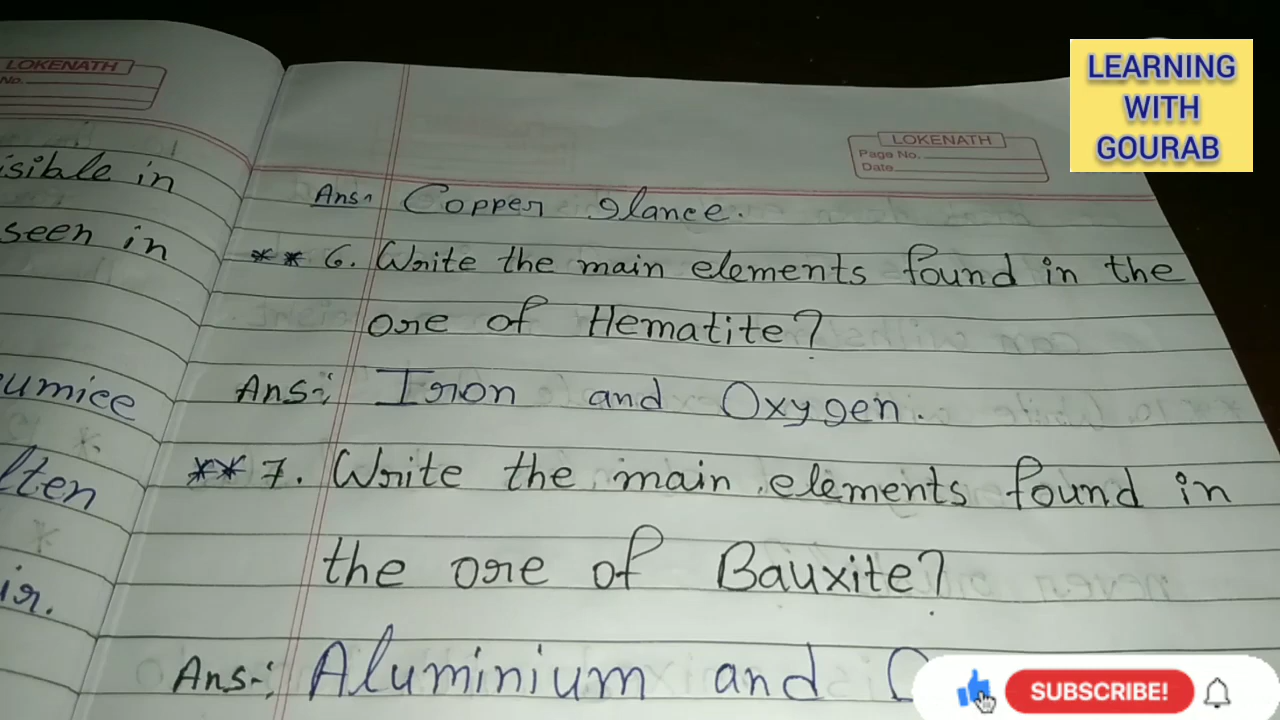 LOKENATH
No.
isible in
seen in
umice
lten
ir.
LEARNING
WITH
GOURAB
LOKENATH
Page No.
Date
Ans- Copper glance.
** 6. Write the main elements found in the
ore of Hematite?
Ans-: Iron and Oxygen.
** 7. Write the main elements found in
the ore of Bauxite?
Ans-: Aluminium and O
SUBSCRIBE!